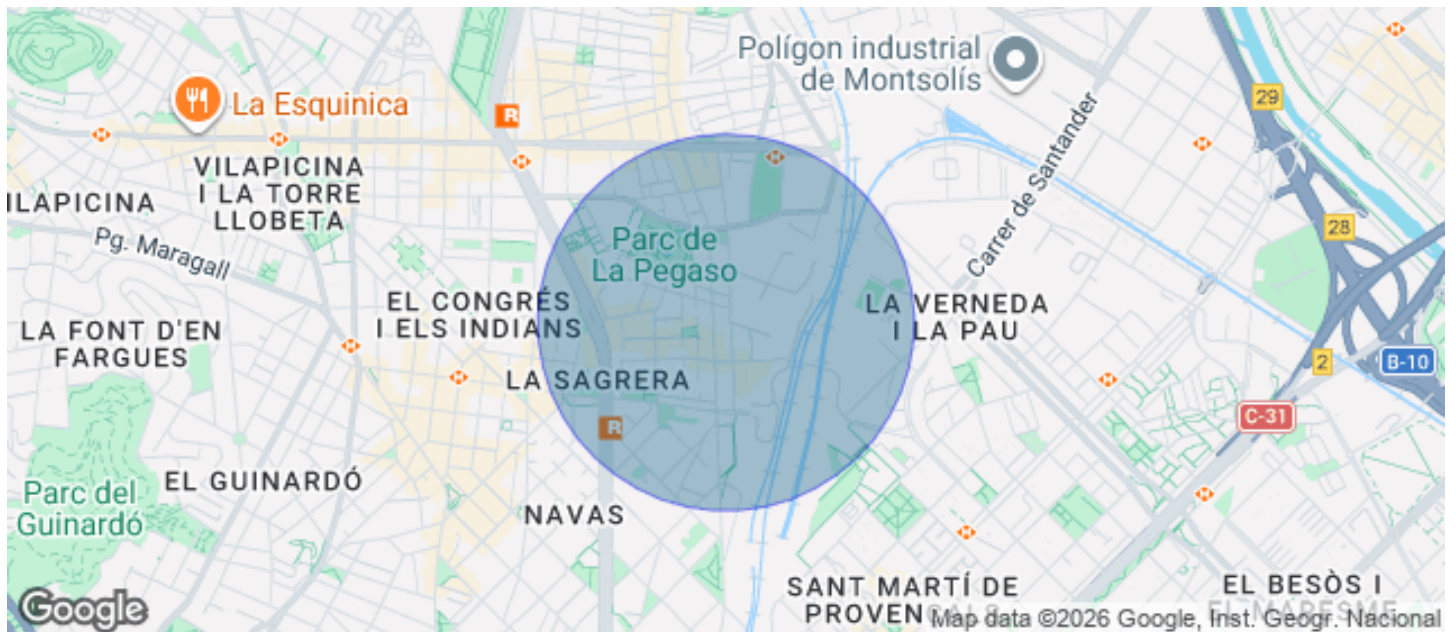 Polígon industrial
de Montsolís
29
La Esquinica
R
VILAPICINA
I LA TORRE
LLOBETA
ILAPICINA
Pg. Maragall
Carrer de Santander
28
Parc de
La Pegaso
EL CONGRÉS
I ELS INDIANS
LA VERNEDA
I LA PAU
LA FONT D'EN
FARGUES
2
B-10
LA SAGRERA
C-31
R
EL GUINARDÓ
Parc del
Guinardó
NAVAS
SANT MARTÍ DE
PROVENÇALS
EL BESÒS I
EL MARESME
Google
Map data ©2026 Google, Inst. Geogr. Nacional